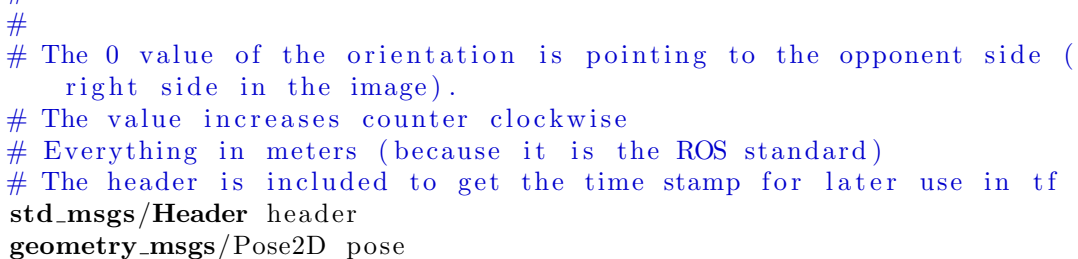 #
#
# The 0 value of the orientation is pointing to the opponent side (
right side in the image).
# The value increases counter clockwise
# Everything in meters (because it is the ROS standard)
# The header is included to get the time stamp for later use in tf
std_msgs/Header header
geometry_msgs/Pose2D pose